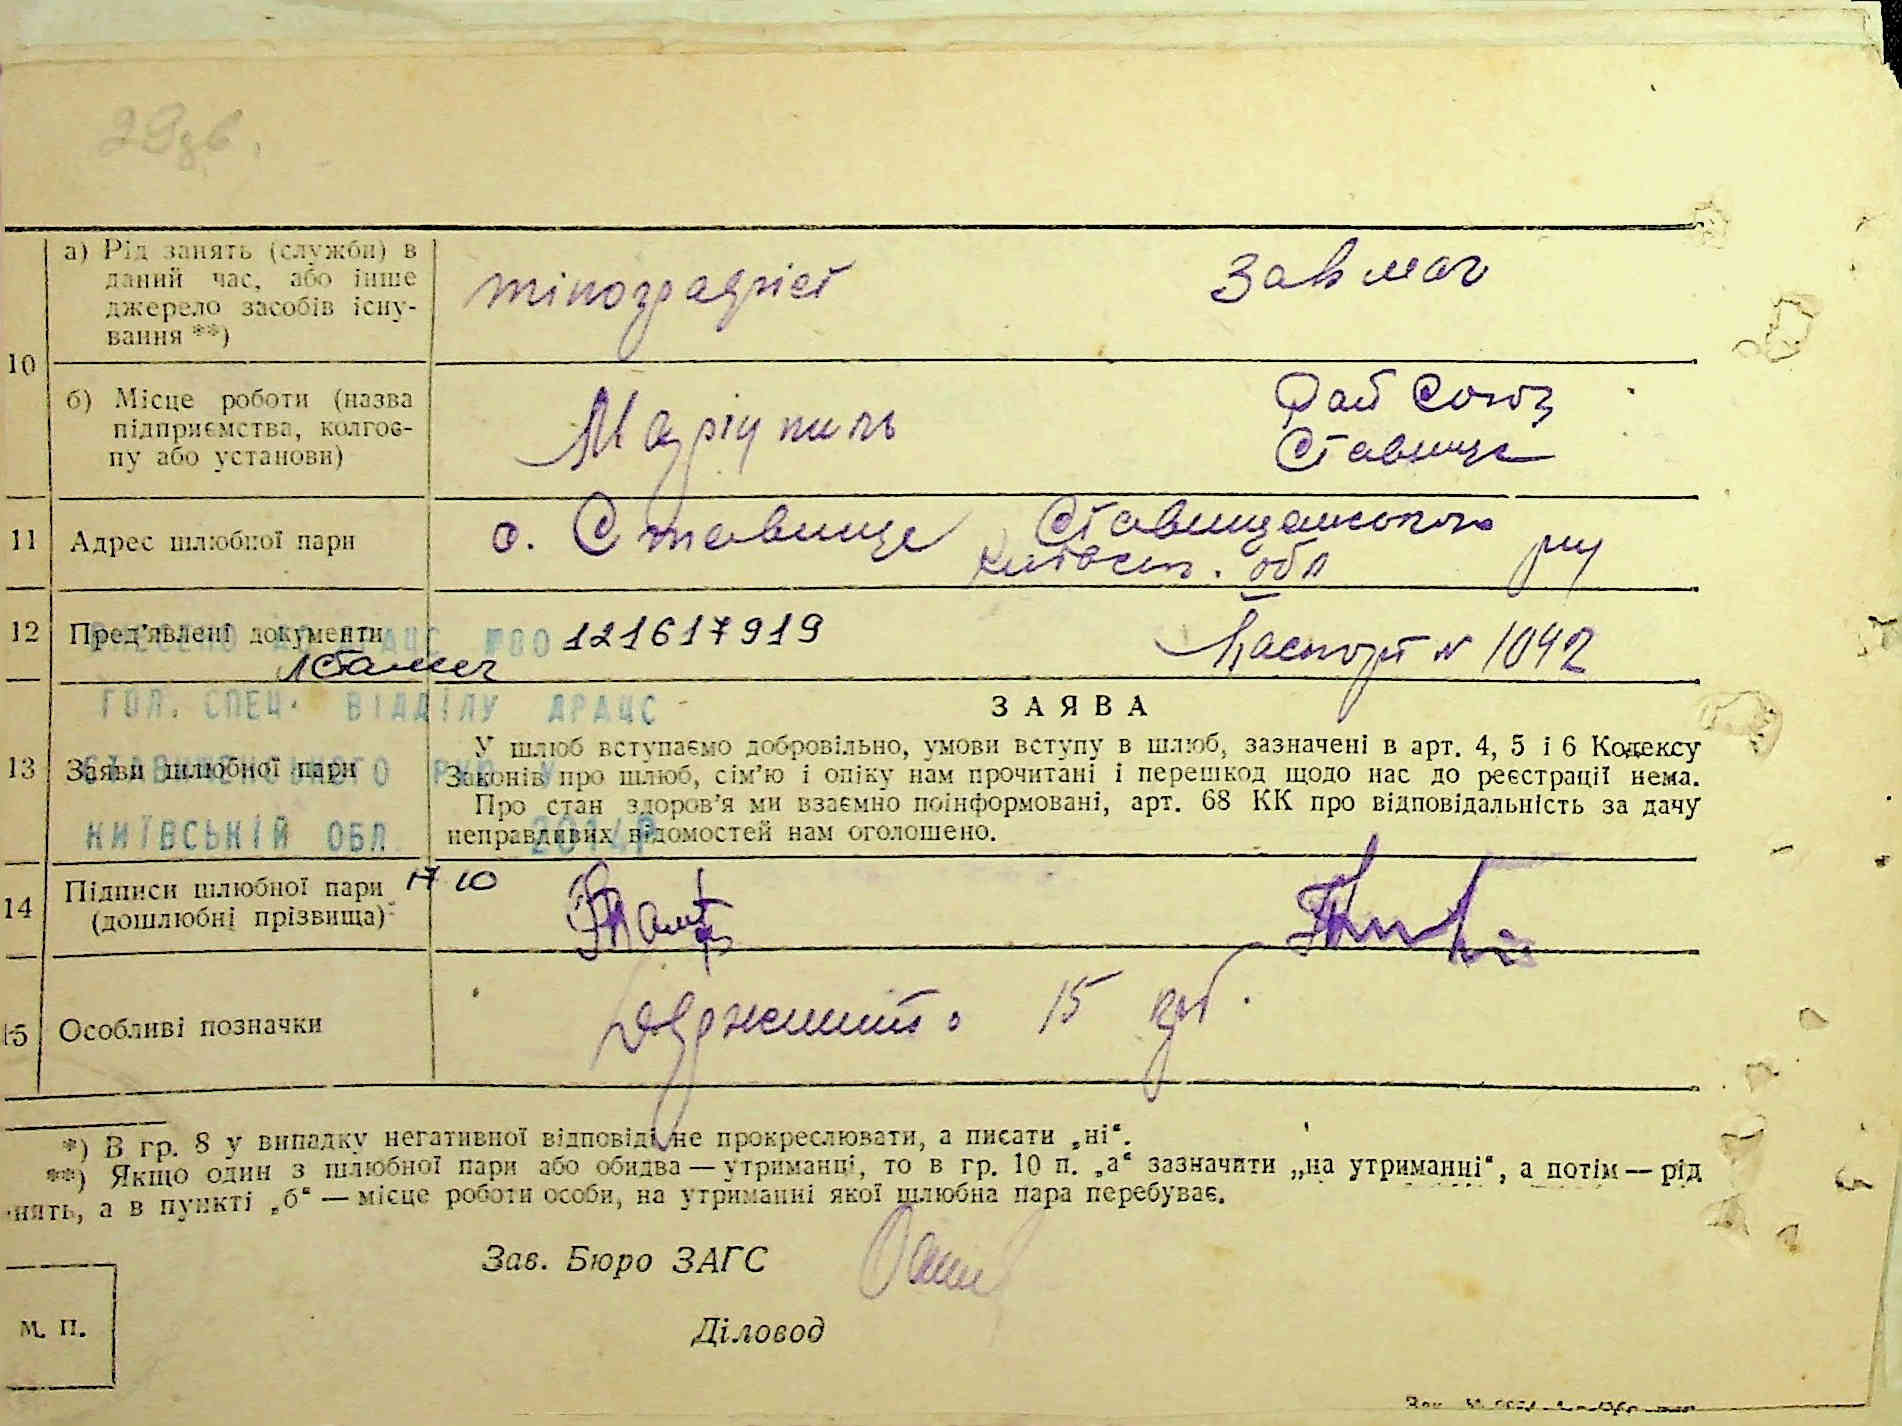 29зв.
а) Рід занять (служби) в
даний час, або інше
джерело засобів існу-
вання **)
тіпографіст
Завмаг
10
б) Місце роботи (назва
підприємства, колгос-
пу або установи)
Маріупиль
Рай Союз
Ставище
11 Адрес шлюбної пари
с. Ставище Ставищанського
р-ну
Київськ. обл
12 Пред'явлені документи
№80 121617919
Паспорт № 1042
ГОЛ. СПЕЦ. ВІДДІЛУ ДРАЦС
ЗАЯВА
13 Заяви шлюбної пари
У шлюб вступаємо добровільно, умови вступу в шлюб, зазначені в арт. 4, 5 і 6 Кодексу
Законів про шлюб, сім'ю і опіку нам прочитані і перешкод щодо нас до реєстрації нема.
Про стан здоров'я ми взаємно поінформовані, арт. 68 КК про відповідальність за дачу
неправдивих відомостей нам оголошено.
КИЇВСЬКІЙ ОБЛ 2014Р
14 Підписи шлюбної пари
(дошлюбні прізвища)
15 Особливі позначки
Держмито 15 руб.
*) В гр. 8 у випадку негативної відповіді не прокреслювати, а писати „ні“.
**) Якщо один з шлюбної пари або обидва — утриманці, то в гр. 10 п. „а“ зазначити „на утриманні“, а потім — рід
нять, а в пункті „б“ — місце роботи особи, на утриманні якої шлюбна пара перебуває.
Зав. Бюро ЗАГС
Діловод
М. П.